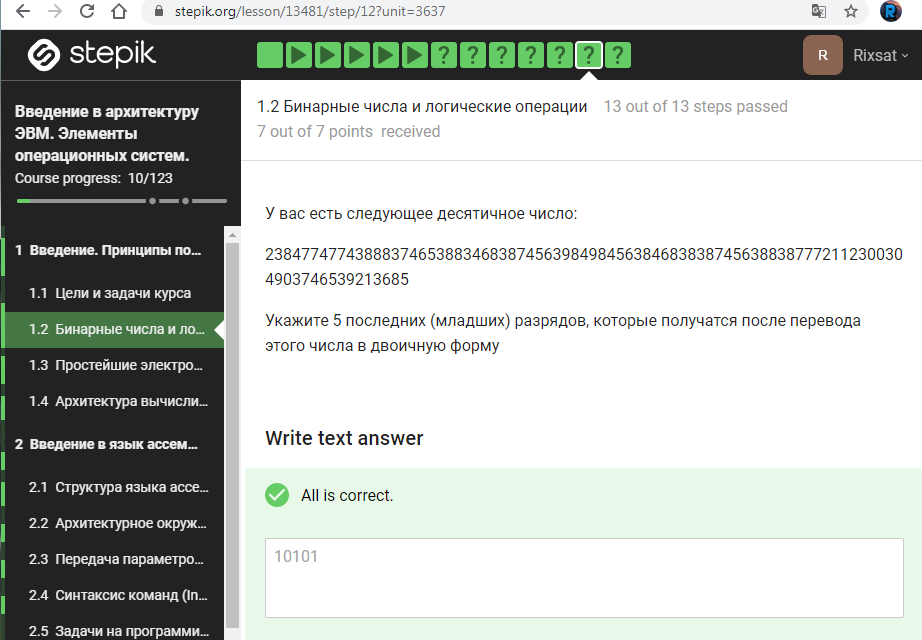 stepik.org/lesson/13481/step/12?unit=3637
stepik
R
Rixsat
Введение в архитектуру
ЭВМ. Элементы
операционных систем.
Course progress: 10/123
1 Введение. Принципы по...
1.1 Цели и задачи курса
1.2 Бинарные числа и ло...
1.3 Простейшие электро...
1.4 Архитектура вычисли...
2 Введение в язык ассем...
2.1 Структура языка ассе...
2.2 Архитектурное окруж...
2.3 Передача параметро...
2.4 Синтаксис команд (In...
2.5 Задачи на программи...
1.2 Бинарные числа и логические операции 13 out of 13 steps passed
7 out of 7 points received
У вас есть следующее десятичное число:
238477477438883746538834683874563984984563846838387456388387772112300030
4903746539213685
Укажите 5 последних (младших) разрядов, которые получатся после перевода
этого числа в двоичную форму
Write text answer
All is correct.
10101